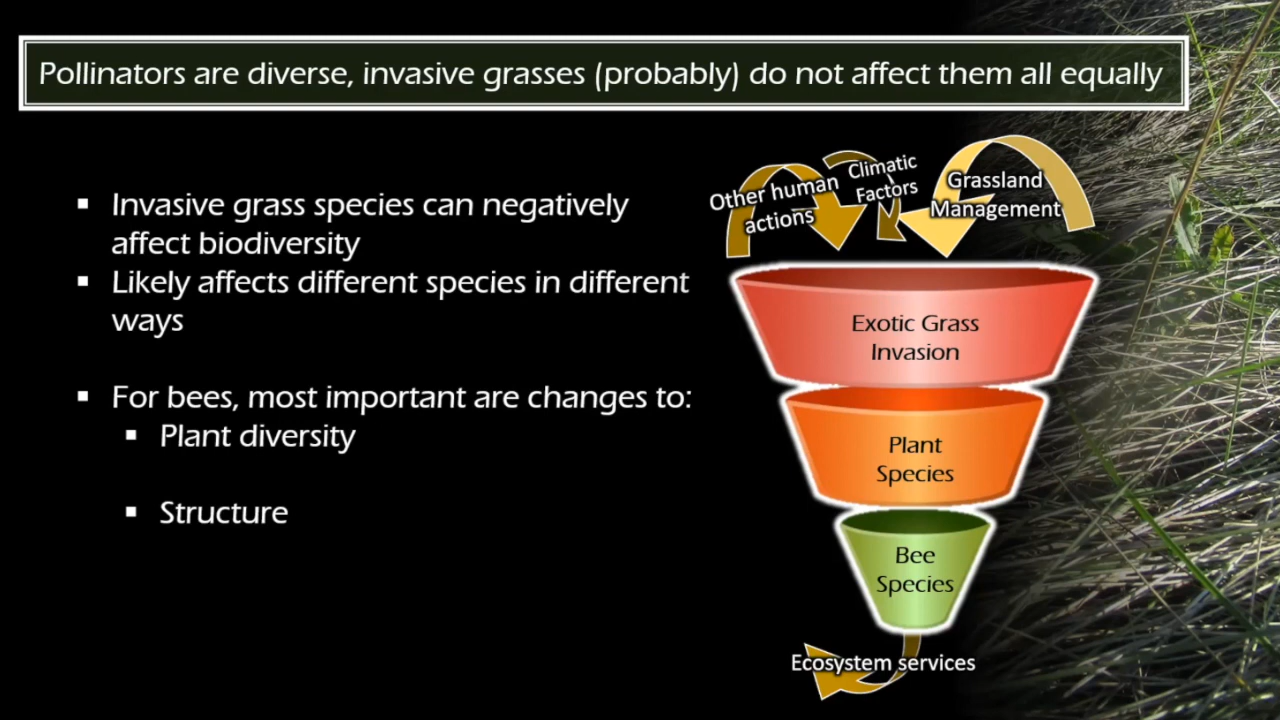 Pollinators are diverse, invasive grasses (probably) do not affect them all equally
▪ Invasive grass species can negatively
affect biodiversity
▪ Likely affects different species in different
ways
▪ For bees, most important are changes to:
▪ Plant diversity
▪ Structure
Other human
actions
Climatic
Factors
Grassland
Management
Exotic Grass
Invasion
Plant
Species
Bee
Species
Ecosystem services